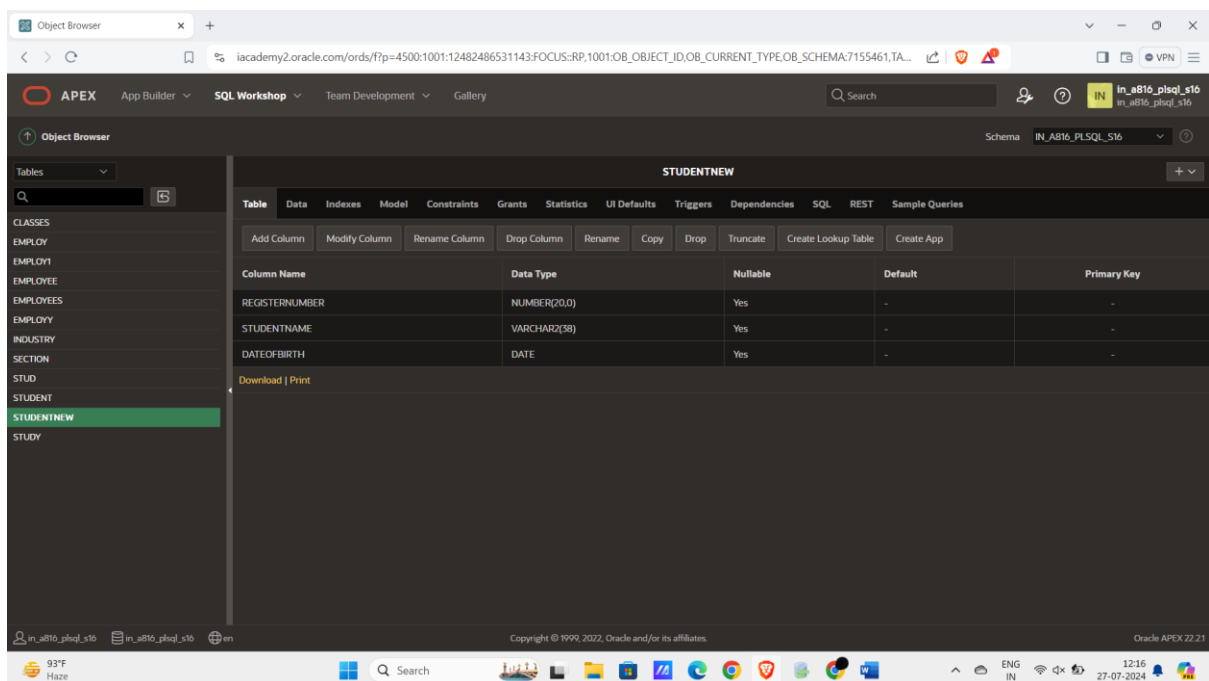 Object Browser
iacademy2.oracle.com/ords/f?p=4500:1001:12482486531143:FOCUS::RP,1001:OB_OBJECT_ID,OB_CURRENT_TYPE,OB_SCHEMA:7155461,TA... VPN
APEX App Builder SQL Workshop Team Development Gallery Search IN in_a816_plsql_s16
in_a816_plsql_s16
Object Browser Schema IN_A816_PLSQL_S16
Tables STUDENTNEW
Table Data Indexes Model Constraints Grants Statistics UI Defaults Triggers Dependencies SQL REST Sample Queries
Add Column Modify Column Rename Column Drop Column Rename Copy Drop Truncate Create Lookup Table Create App
Column Name Data Type Nullable Default Primary Key
REGISTERNUMBER NUMBER(20,0) Yes - -
STUDENTNAME VARCHAR2(38) Yes - -
DATEOFBIRTH DATE Yes - -
Download | Print
CLASSES
EMPLOY
EMPLOY1
EMPLOYEE
EMPLOYEES
EMPLOYY
INDUSTRY
SECTION
STUD
STUDENT
STUDENTNEW
STUDY
in_a816_plsql_s16 in_a816_plsql_s16 en Copyright © 1999, 2022, Oracle and/or its affiliates. Oracle APEX 22.2.1
93°F
Haze
Search
ENG
IN
12:16
27-07-2024